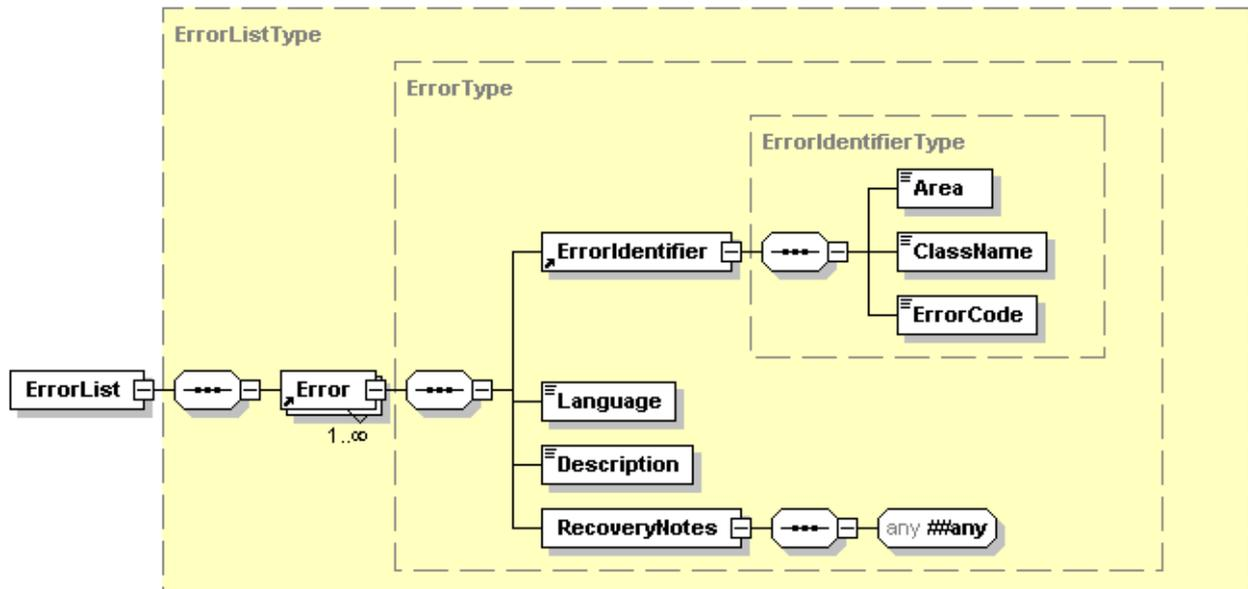 ErrorListType
ErrorType
ErrorIdentifierType
Area
ErrorIdentifier
ClassName
ErrorCode
ErrorList
Error
1..∞
Language
Description
RecoveryNotes
any ##any